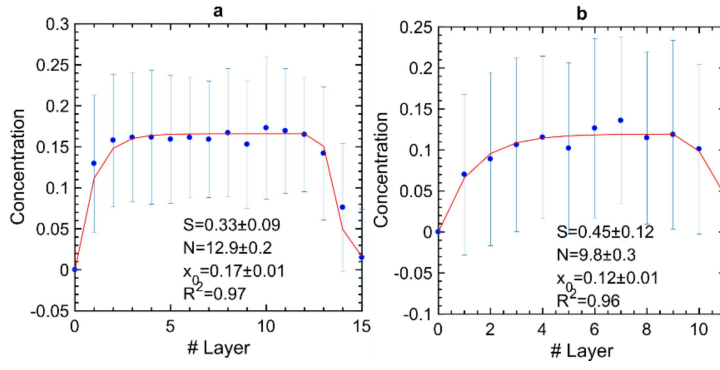 a
0.3
0.25
0.2
0.15
0.1
0.05
0
-0.05
0
5
10
15
Concentration
# Layer
S=0.33±0.09
N=12.9±0.2
x0=0.17±0.01
R2=0.97
b
0.3
0.25
0.2
0.15
0.1
0.05
0
-0.05
-0.1
0
2
4
6
8
10
Concentration
# Layer
S=0.45±0.12
N=9.8±0.3
x0=0.12±0.01
R2=0.96